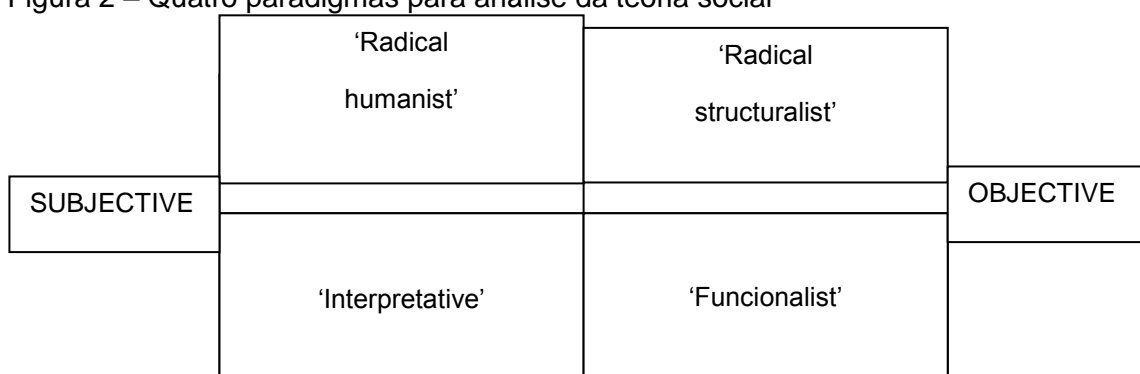 Figura 2 – Quatro paradigmas para análise da teoria social
‘Radical
humanist’
‘Radical
structuralist’
SUBJECTIVE
OBJECTIVE
‘Interpretative’
‘Funcionalist’